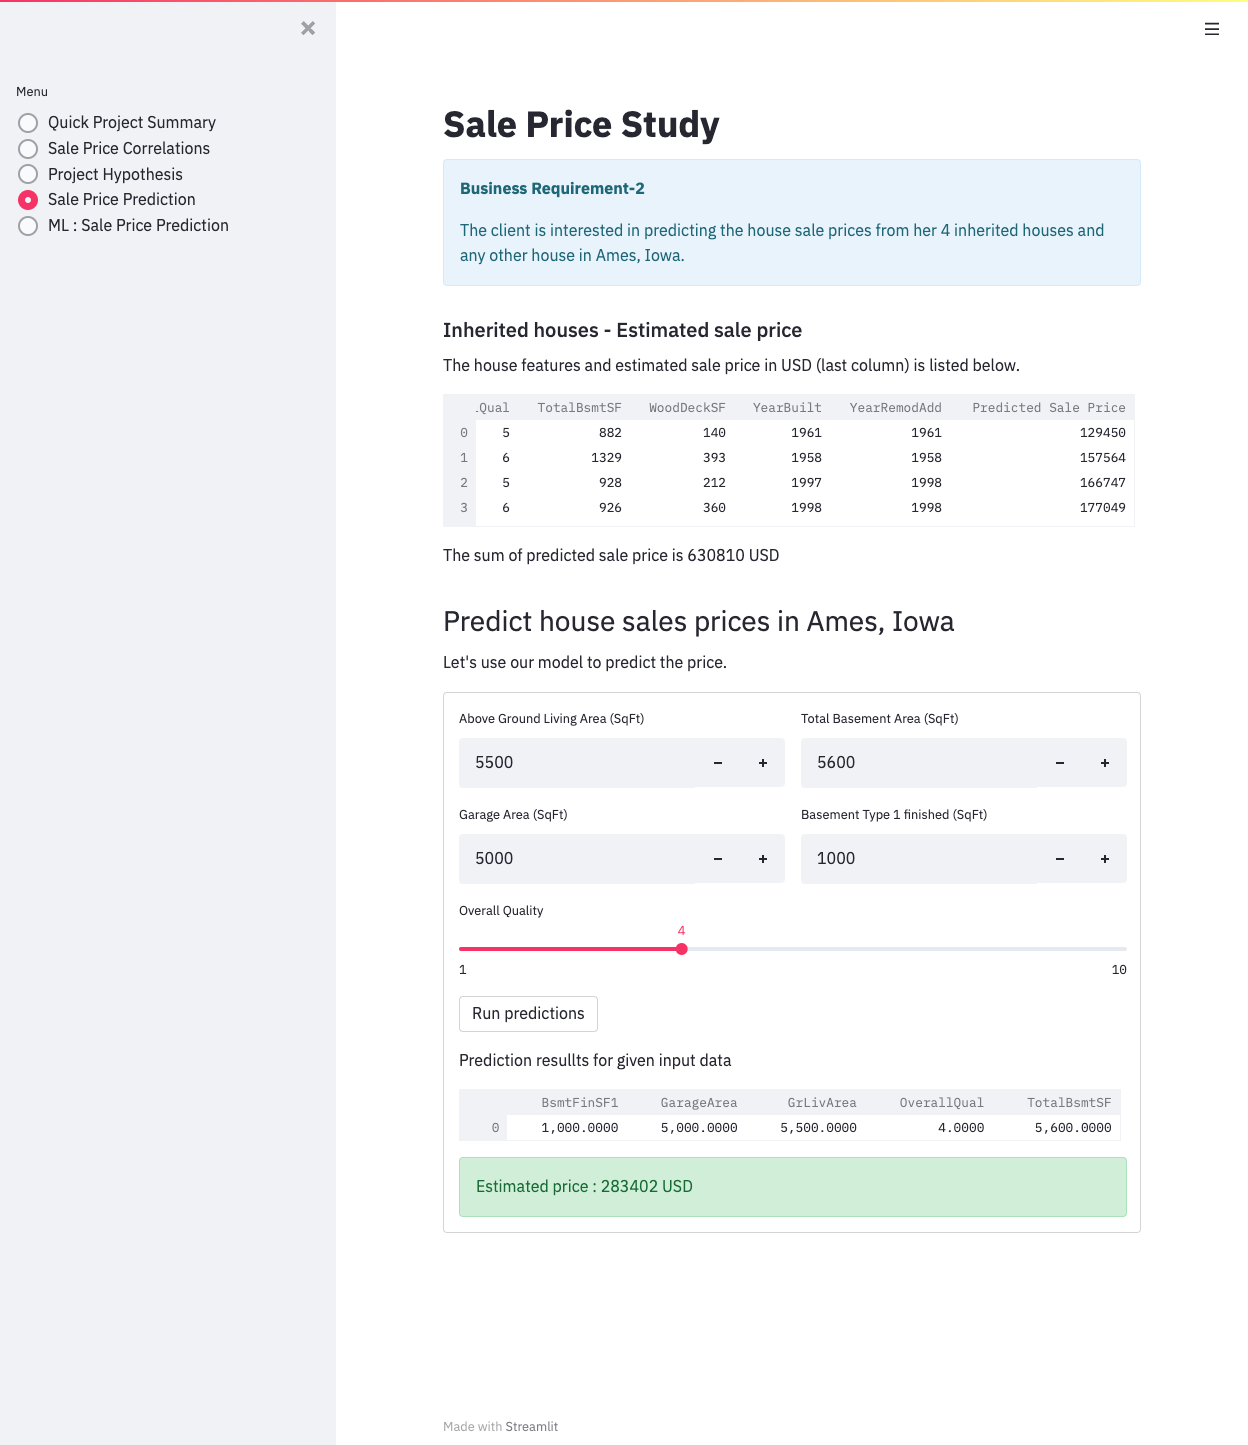 Menu
Quick Project Summary
Sale Price Correlations
Project Hypothesis
Sale Price Prediction
ML : Sale Price Prediction
Sale Price Study
Business Requirement-2
The client is interested in predicting the house sale prices from her 4 inherited houses and
any other house in Ames, Iowa.
Inherited houses - Estimated sale price
The house features and estimated sale price in USD (last column) is listed below.
.Qual TotalBsmtSF WoodDeckSF YearBuilt YearRemodAdd Predicted Sale Price
0 5 882 140 1961 1961 129450
1 6 1329 393 1958 1958 157564
2 5 928 212 1997 1998 166747
3 6 926 360 1998 1998 177049
The sum of predicted sale price is 630810 USD
Predict house sales prices in Ames, Iowa
Let's use our model to predict the price.
Above Ground Living Area (SqFt) Total Basement Area (SqFt)
5500 − + 5600 − +
Garage Area (SqFt) Basement Type 1 finished (SqFt)
5000 − + 1000 − +
Overall Quality
4
1 10
Run predictions
Prediction resullts for given input data
BsmtFinSF1 GarageArea GrLivArea OverallQual TotalBsmtSF
0 1,000.0000 5,000.0000 5,500.0000 4.0000 5,600.0000
Estimated price : 283402 USD
Made with Streamlit